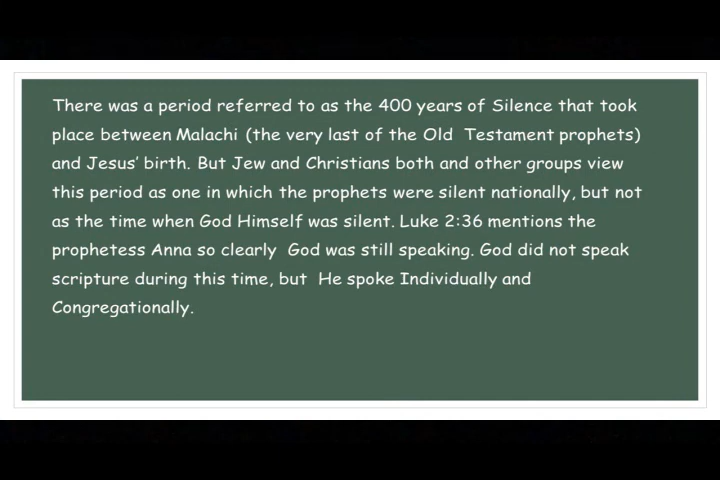 There was a period referred to as the 400 years of Silence that took
place between Malachi (the very last of the Old Testament prophets)
and Jesus' birth. But Jew and Christians both and other groups view
this period as one in which the prophets were silent nationally, but not
as the time when God Himself was silent. Luke 2:36 mentions the
prophetess Anna so clearly God was still speaking. God did not speak
scripture during this time, but He spoke Individually and
Congregationally.